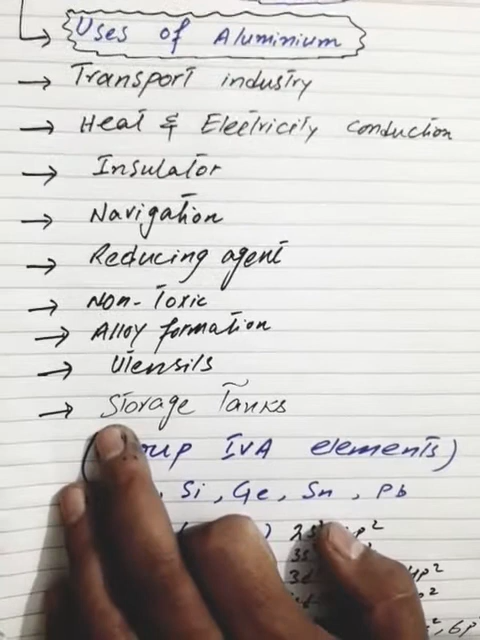 Uses of Aluminium
→ Transport industry
→ Heat & Electricity conduction
→ Insulator
→ Navigation
→ Reducing agent
→ Non-Toxic
→ Alloy formation
→ Utensils
→ Storage Tanks
IVA elements)
, Si, Ge, Sn, Pb